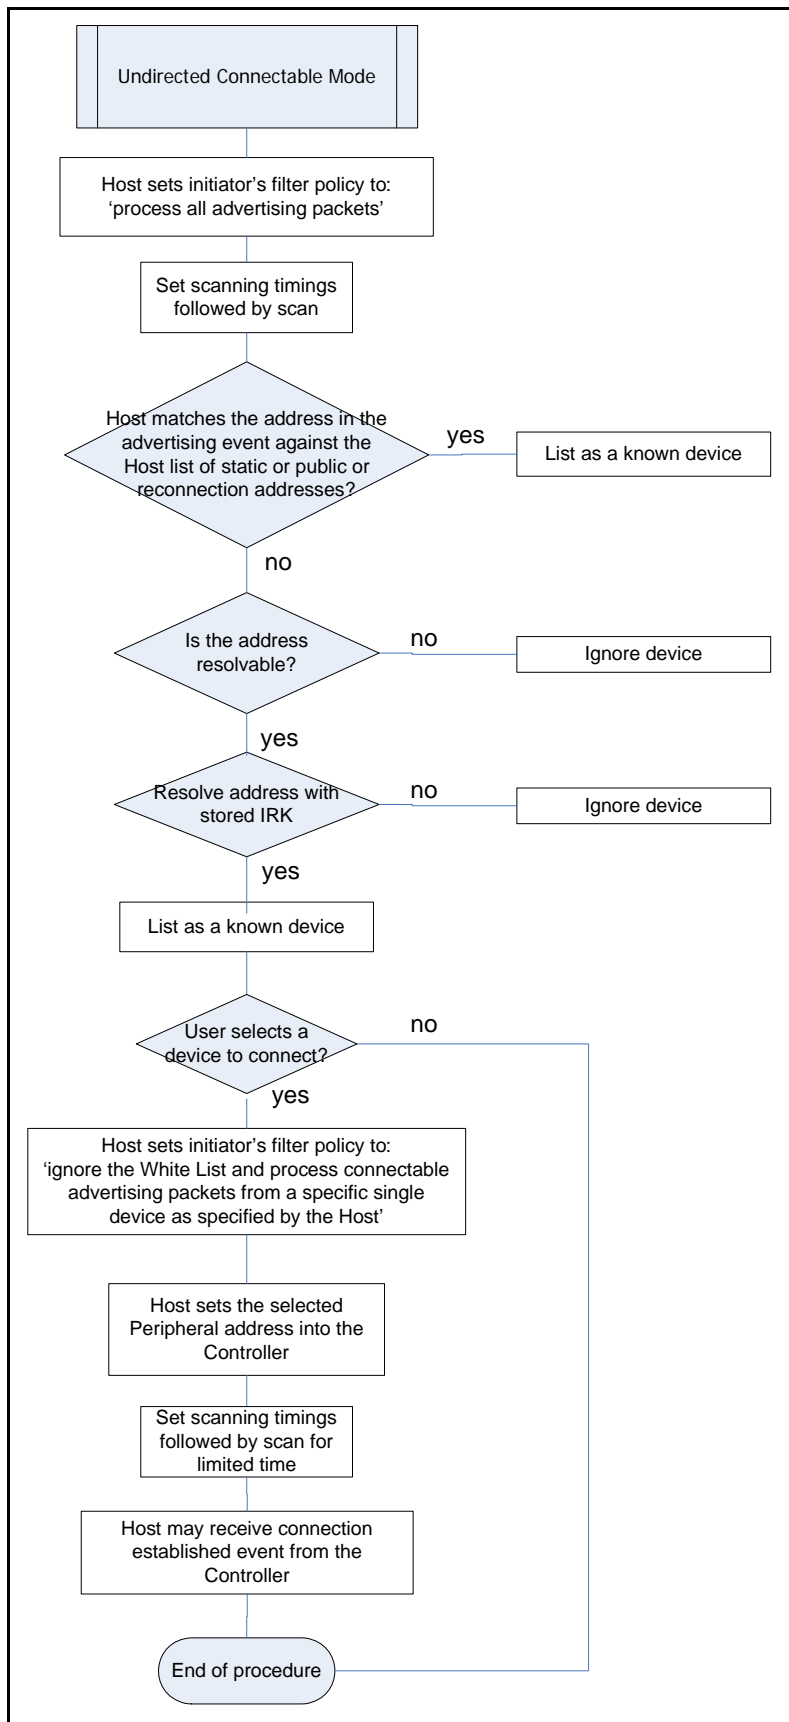 Undirected Connectable Mode
Host sets initiator’s filter policy to:
‘process all advertising packets’
Set scanning timings
followed by scan
Host matches the address in the
advertising event against the
Host list of static or public or
reconnection addresses?
yes
List as a known device
no
Is the address
resolvable?
no
Ignore device
yes
Resolve address with
stored IRK
no
Ignore device
yes
List as a known device
User selects a
device to connect?
no
yes
Host sets initiator’s filter policy to:
‘ignore the White List and process connectable
advertising packets from a specific single
device as specified by the Host’
Host sets the selected
Peripheral address into the
Controller
Set scanning timings
followed by scan for
limited time
Host may receive connection
established event from the
Controller
End of procedure